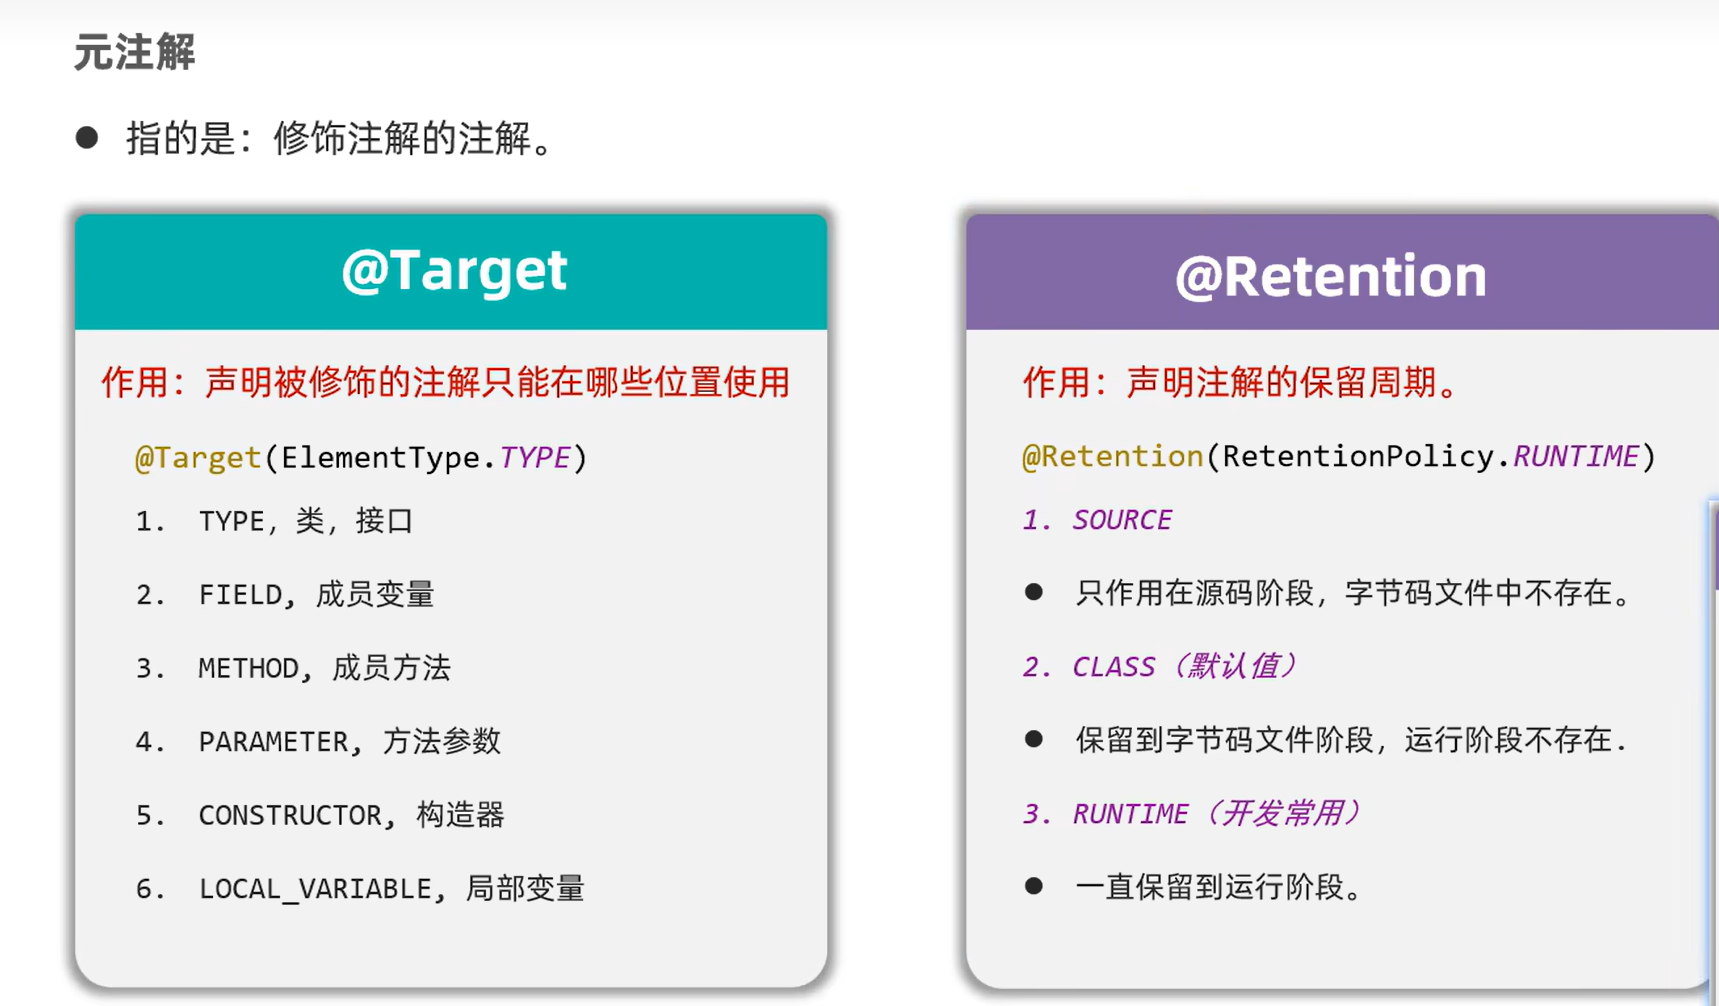 元注解
● 指的是：修饰注解的注解。
@Target
作用：声明被修饰的注解只能在哪些位置使用
@Target(ElementType.TYPE)
1. TYPE，类，接口
2. FIELD, 成员变量
3. METHOD, 成员方法
4. PARAMETER, 方法参数
5. CONSTRUCTOR, 构造器
6. LOCAL_VARIABLE, 局部变量
@Retention
作用：声明注解的保留周期。
@Retention(RetentionPolicy.RUNTIME)
1. SOURCE
● 只作用在源码阶段，字节码文件中不存在。
2. CLASS（默认值）
● 保留到字节码文件阶段，运行阶段不存在.
3. RUNTIME（开发常用）
● 一直保留到运行阶段。